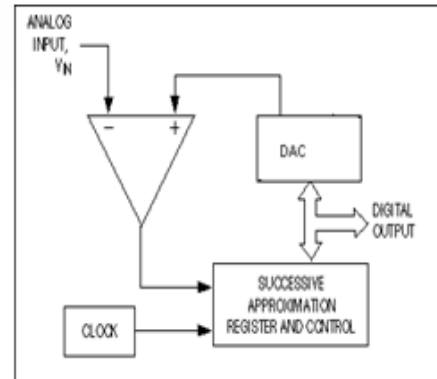 ANALOG
INPUT,
VIN
− +
DAC
DIGITAL
OUTPUT
SUCCESSIVE
APPROXIMATION
REGISTER AND CONTROL
CLOCK